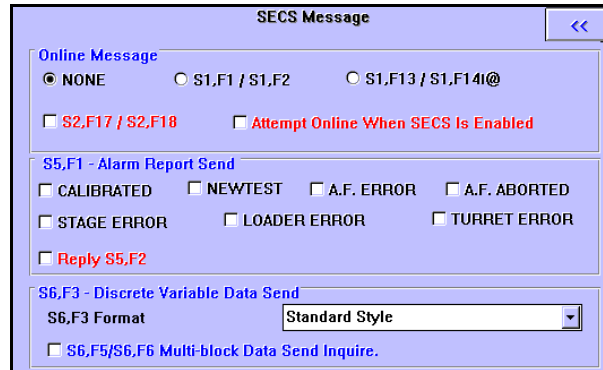 SECS Message
<<
Online Message
NONE S1,F1 / S1,F2 S1,F13 / S1,F14I@
S2,F17 / S2,F18 Attempt Online When SECS Is Enabled
S5,F1 - Alarm Report Send
CALIBRATED NEWTEST A.F. ERROR A.F. ABORTED
STAGE ERROR LOADER ERROR TURRET ERROR
Reply S5,F2
S6,F3 - Discrete Variable Data Send
S6,F3 Format Standard Style
S6,F5/S6,F6 Multi-block Data Send Inquire.